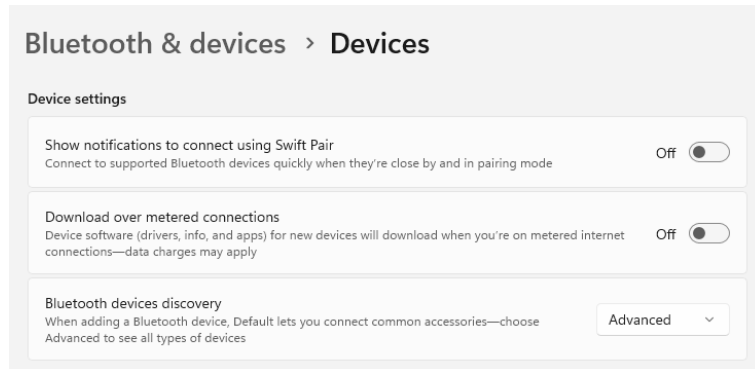 Bluetooth & devices > Devices
Device settings
Show notifications to connect using Swift Pair
Connect to supported Bluetooth devices quickly when they're close by and in pairing mode
Off
Download over metered connections
Device software (drivers, info, and apps) for new devices will download when you're on metered internet
connections—data charges may apply
Off
Bluetooth devices discovery
When adding a Bluetooth device, Default lets you connect common accessories—choose
Advanced to see all types of devices
Advanced